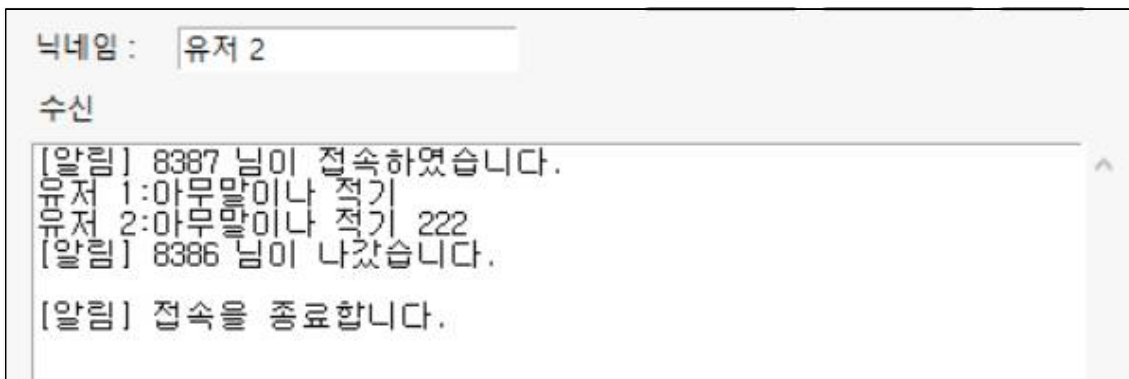 닉네임 : 유저 2
수신
[알림] 8387 님이 접속하였습니다.
유저 1:아무말이나 적기
유저 2:아무말이나 적기 222
[알림] 8386 님이 나갔습니다.
[알림] 접속을 종료합니다.